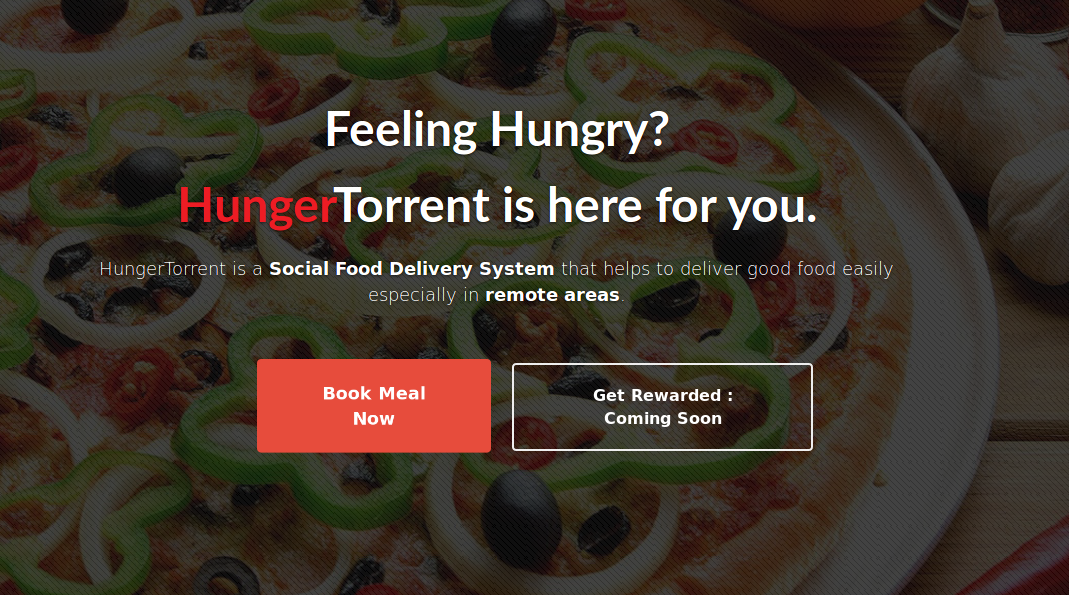 Feeling Hungry?
HungerTorrent is here for you.
HungerTorrent is a Social Food Delivery System that helps to deliver good food easily
especially in remote areas.
Book Meal
Now
Get Rewarded :
Coming Soon